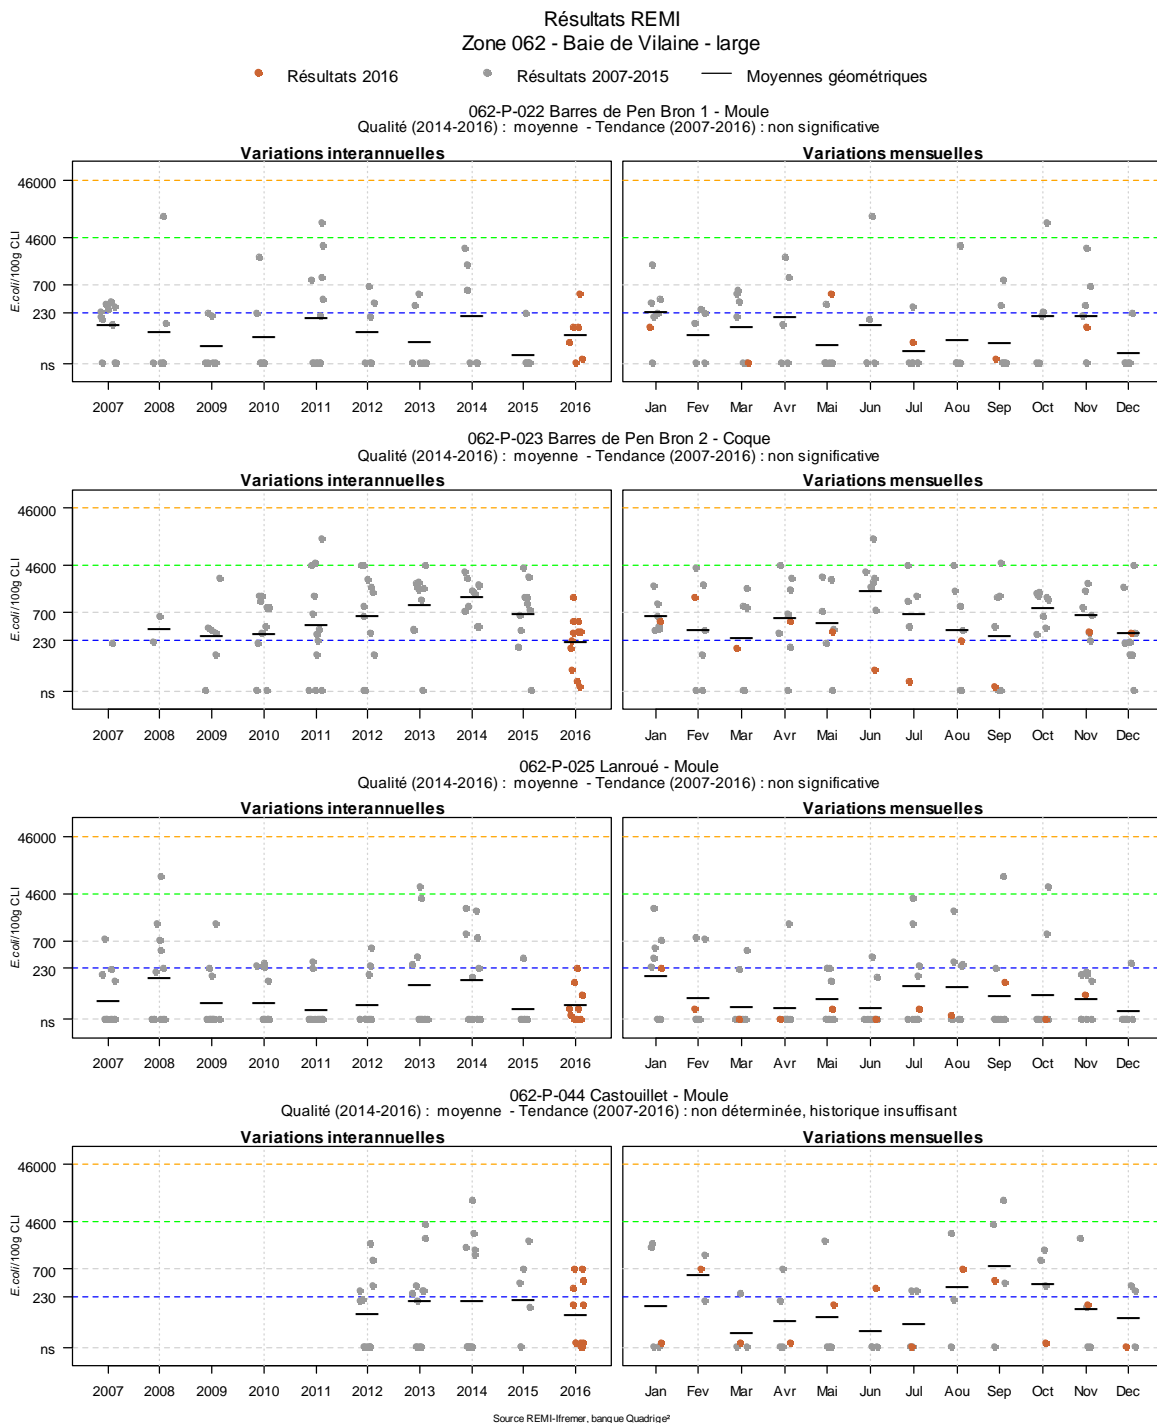 Résultats REMI
Zone 062 - Baie de Vilaine - large
Résultats 2016 Résultats 2007-2015 Moyennes géométriques
062-P-022 Barres de Pen Bron 1 - Moule
Qualité (2014-2016) : moyenne - Tendance (2007-2016) : non significative
Variations interannuelles Variations mensuelles
46000
4600
700
230
ns
E.coli/100g CLI
2007 2008 2009 2010 2011 2012 2013 2014 2015 2016 Jan Fev Mar Avr Mai Jun Jul Aou Sep Oct Nov Dec
062-P-023 Barres de Pen Bron 2 - Coque
Qualité (2014-2016) : moyenne - Tendance (2007-2016) : non significative
Variations interannuelles Variations mensuelles
46000
4600
700
230
ns
E.coli/100g CLI
2007 2008 2009 2010 2011 2012 2013 2014 2015 2016 Jan Fev Mar Avr Mai Jun Jul Aou Sep Oct Nov Dec
062-P-025 Lanroué - Moule
Qualité (2014-2016) : moyenne - Tendance (2007-2016) : non significative
Variations interannuelles Variations mensuelles
46000
4600
700
230
ns
E.coli/100g CLI
2007 2008 2009 2010 2011 2012 2013 2014 2015 2016 Jan Fev Mar Avr Mai Jun Jul Aou Sep Oct Nov Dec
062-P-044 Castouillet - Moule
Qualité (2014-2016) : moyenne - Tendance (2007-2016) : non déterminée, historique insuffisant
Variations interannuelles Variations mensuelles
46000
4600
700
230
ns
E.coli/100g CLI
2007 2008 2009 2010 2011 2012 2013 2014 2015 2016 Jan Fev Mar Avr Mai Jun Jul Aou Sep Oct Nov Dec
Source REMI-Ifremer, banque Quadrige²